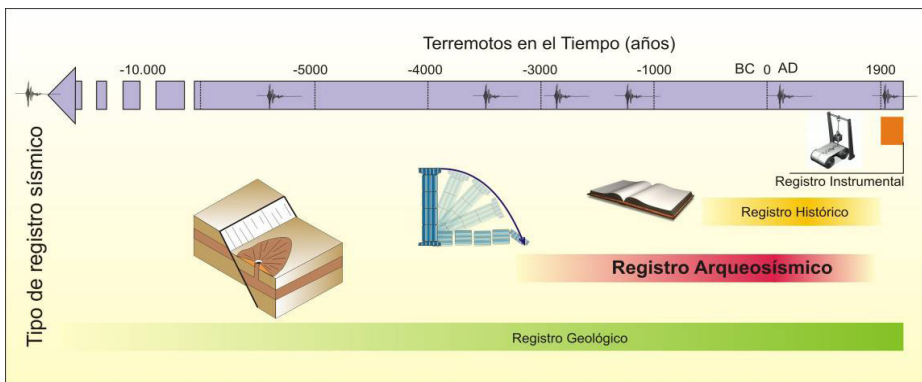 Terremotos en el Tiempo (años)
-10.000 -5000 -4000 -3000 -1000 BC 0 AD 1900
Tipo de registro sísmico
Registro Instrumental
Registro Histórico
Registro Arqueosísmico
Registro Geológico